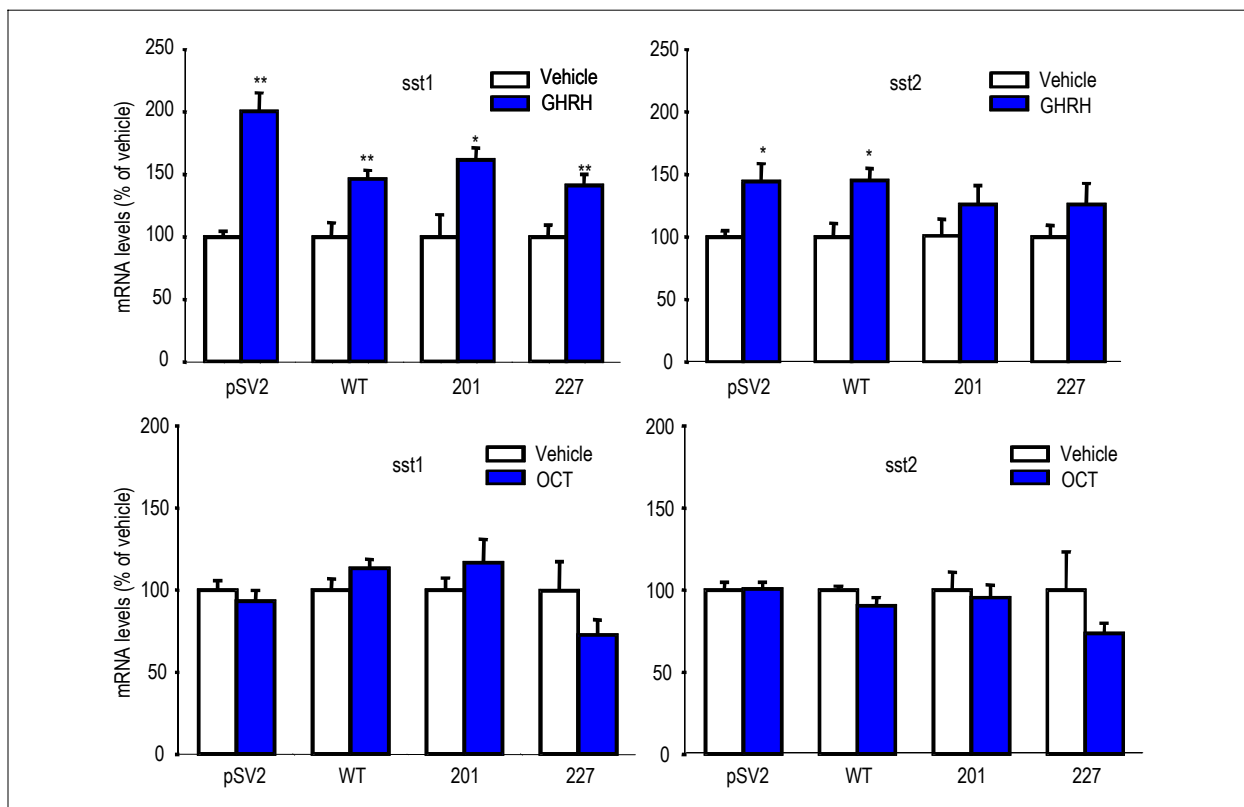 250
200
150
100
50
0
mRNA levels (% of vehicle)
sst1
Vehicle
GHRH
**
**
*
**
pSV2 WT 201 227
250
200
150
100
50
0
sst2
Vehicle
GHRH
*
*
pSV2 WT 201 227
200
150
100
50
0
mRNA levels (% of vehicle)
sst1
Vehicle
OCT
pSV2 WT 201 227
200
150
100
50
0
sst2
Vehicle
OCT
pSV2 WT 201 227